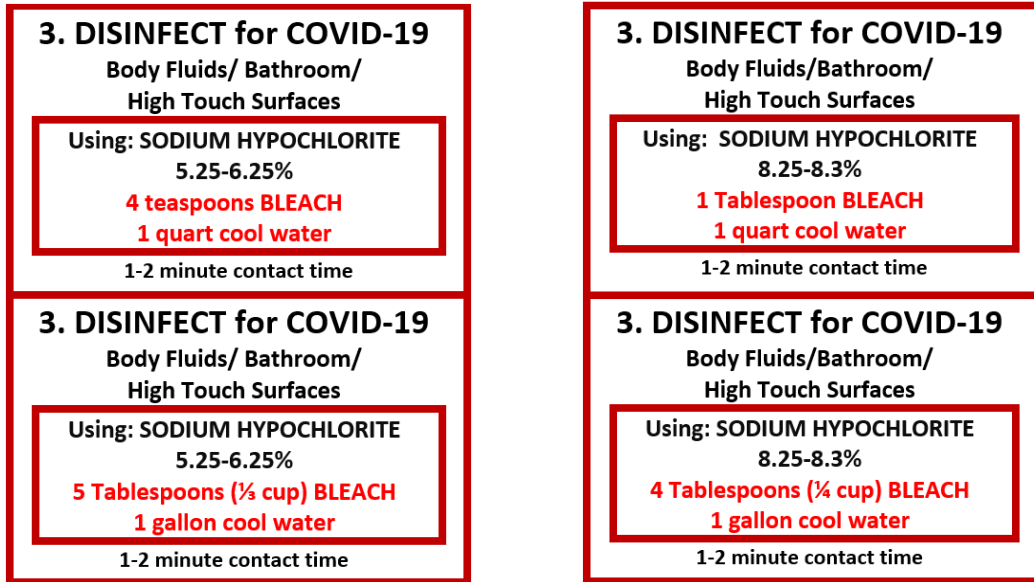 3. DISINFECT for COVID-19
Body Fluids/ Bathroom/
High Touch Surfaces
Using: SODIUM HYPOCHLORITE
5.25-6.25%
4 teaspoons BLEACH
1 quart cool water
1-2 minute contact time
3. DISINFECT for COVID-19
Body Fluids/Bathroom/
High Touch Surfaces
Using: SODIUM HYPOCHLORITE
8.25-8.3%
1 Tablespoon BLEACH
1 quart cool water
1-2 minute contact time
3. DISINFECT for COVID-19
Body Fluids/ Bathroom/
High Touch Surfaces
Using: SODIUM HYPOCHLORITE
5.25-6.25%
5 Tablespoons (⅓ cup) BLEACH
1 gallon cool water
1-2 minute contact time
3. DISINFECT for COVID-19
Body Fluids/Bathroom/
High Touch Surfaces
Using: SODIUM HYPOCHLORITE
8.25-8.3%
4 Tablespoons (¼ cup) BLEACH
1 gallon cool water
1-2 minute contact time